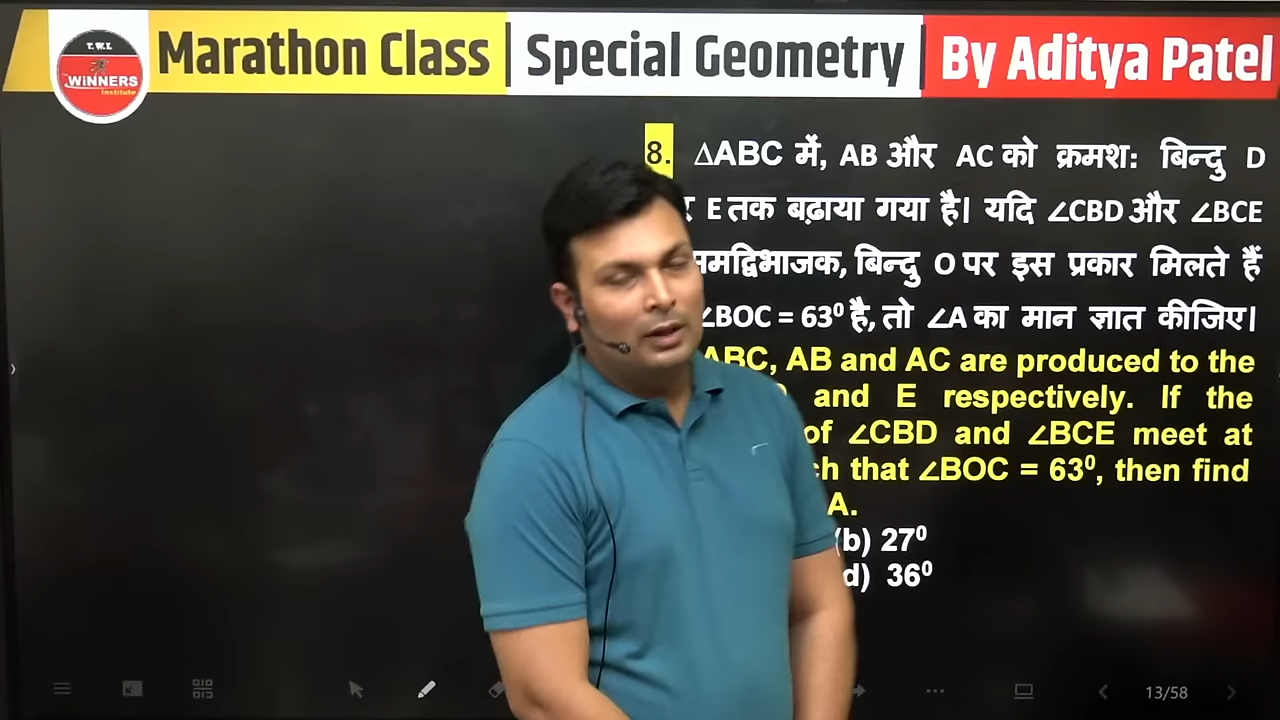 Marathon Class | Special Geometry | By Aditya Patel
T.W.I.
WiNNERS
institute
8. ∆ABC में, AB और AC को क्रमश: बिन्दु D
E तक बढ़ाया गया है। यदि ∠CBD और ∠BCE
समद्विभाजक, बिन्दु O पर इस प्रकार मिलते हैं
∠BOC = 63⁰ है, तो ∠A का मान ज्ञात कीजिए।
ABC, AB and AC are produced to the
and E respectively. If the
of ∠CBD and ∠BCE meet at
that ∠BOC = 63⁰, then find
A.
(b) 27⁰
d) 36⁰
13/58